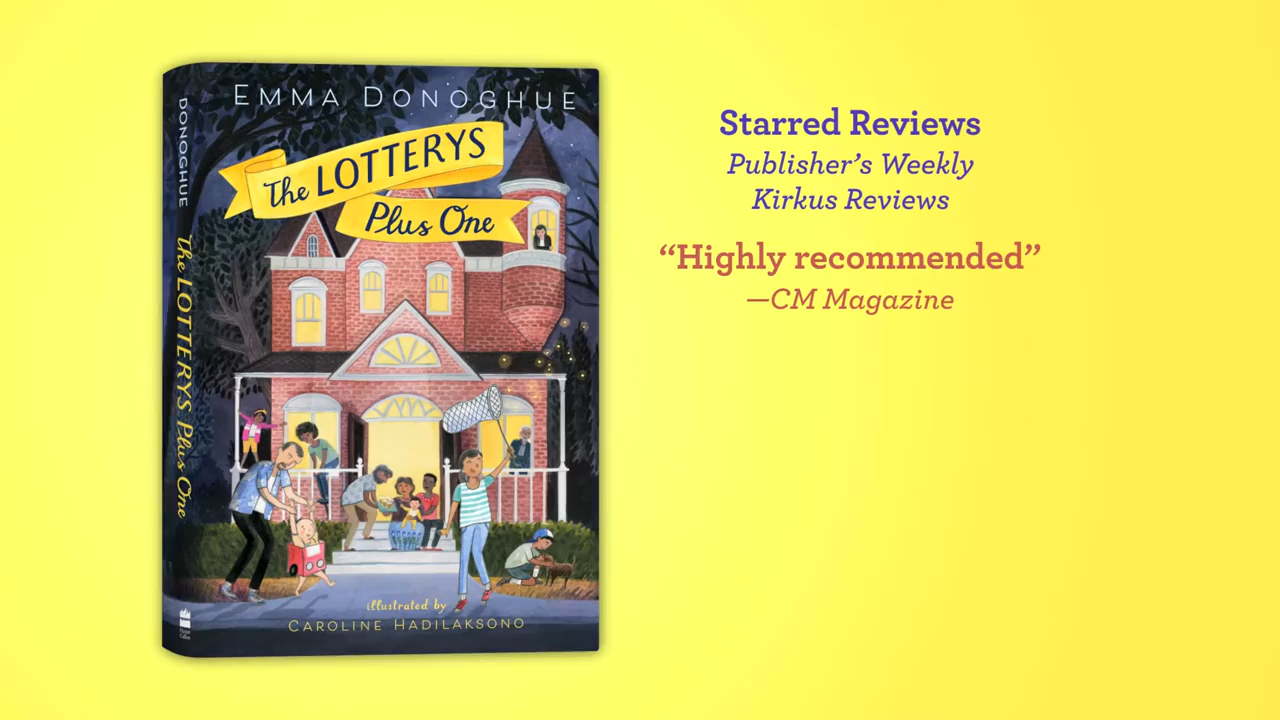 EMMA DONOGHUE
The LOTTERYS
Plus One
illustrated by
CAROLINE HADILAKSONO
DONOGHUE The LOTTERYS Plus One
Starred Reviews
Publisher’s Weekly
Kirkus Reviews
“Highly recommended”
—CM Magazine